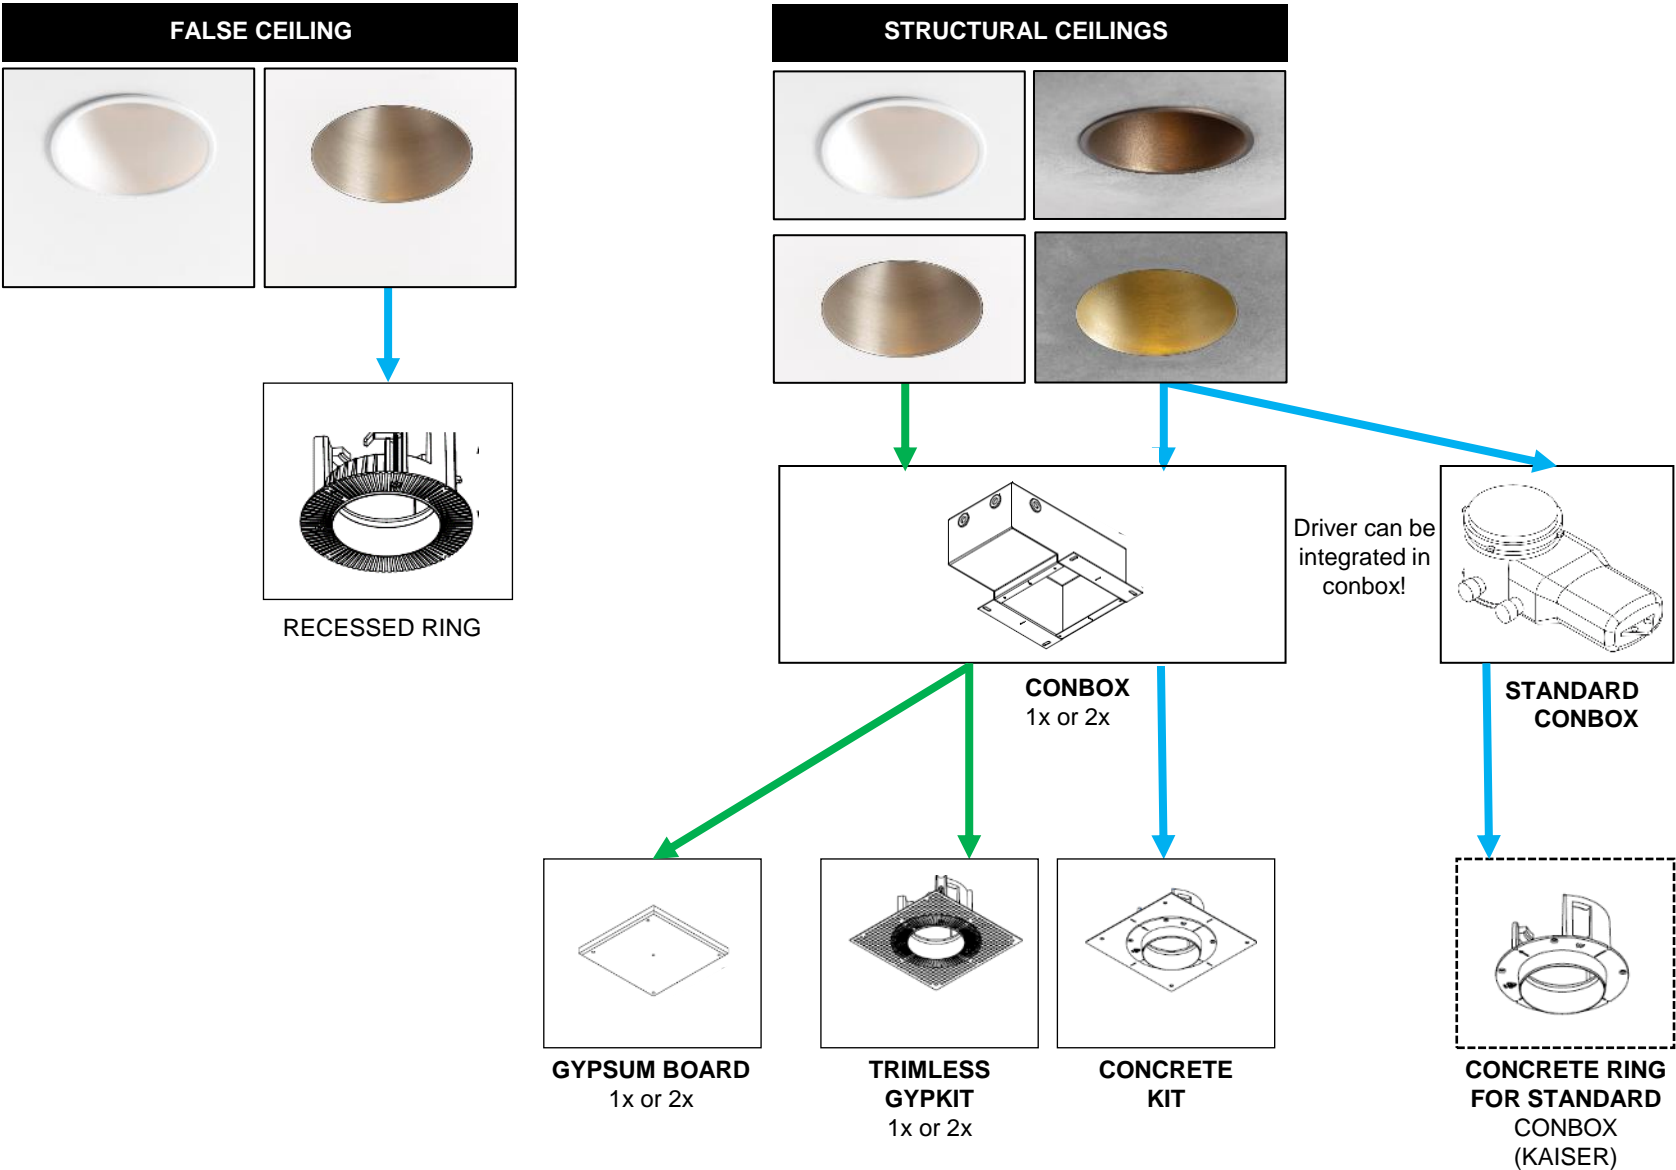 FALSE CEILING
STRUCTURAL CEILINGS
RECESSED RING
Driver can be
integrated in
conbox!
CONBOX
1x or 2x
STANDARD
CONBOX
GYPSUM BOARD
1x or 2x
TRIMLESS
GYPKIT
1x or 2x
CONCRETE
KIT
CONCRETE RING
FOR STANDARD
CONBOX
(KAISER)